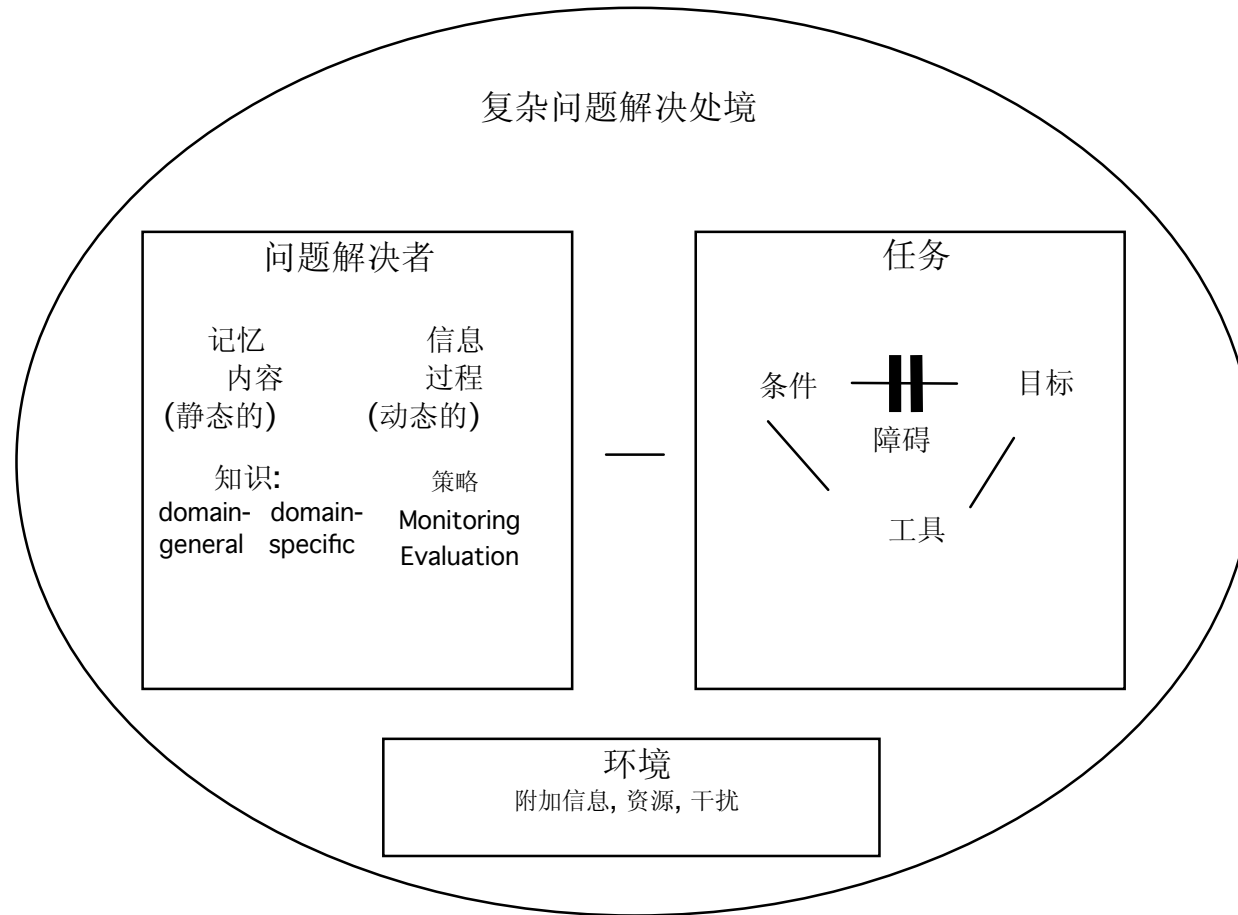 复杂问题解决处境
问题解决者
记忆
内容
(静态的)
信息
过程
(动态的)
知识:
domain- domain-
general specific
策略
Monitoring
Evaluation
任务
条件
目标
障碍
工具
环境
附加信息, 资源, 干扰